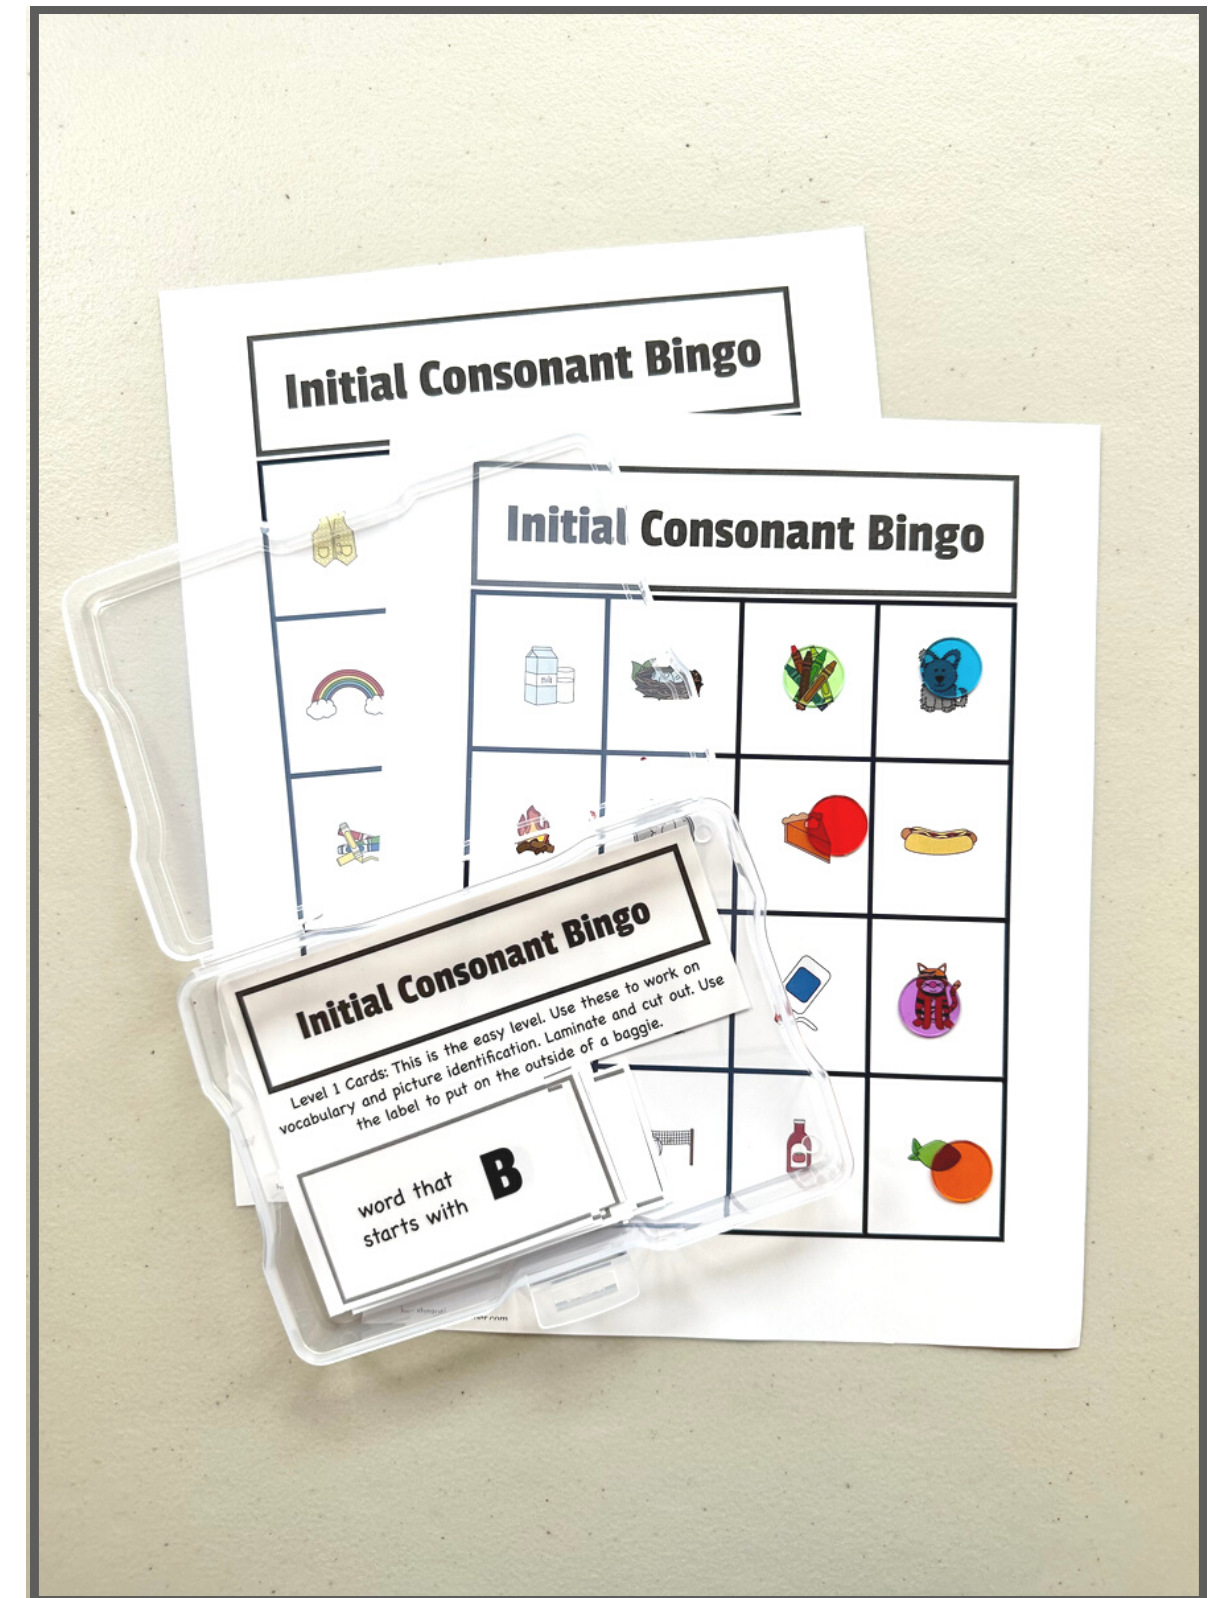 Initial Consonant Bingo
Initial Consonant Bingo
Milk
Initial Consonant Bingo
Level 1 Cards: This is the easy level. Use these to work on
vocabulary and picture identification. Laminate and cut out. Use
the label to put on the outside of a baggie.
word that
starts with
B